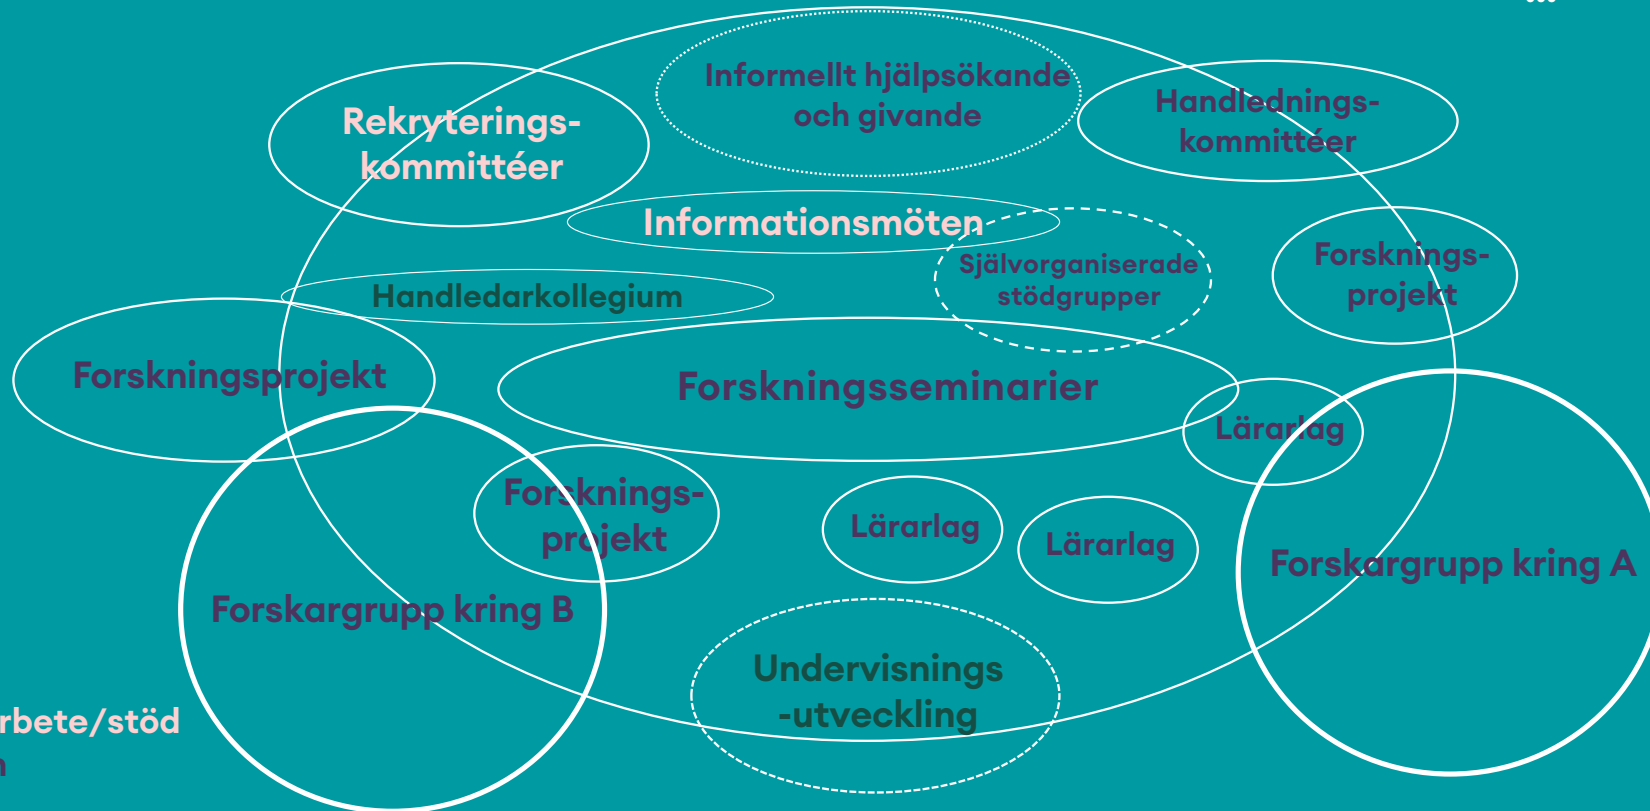 Informellt hjälpsökande
och givande
Rekryterings-
kommittéer
Handlednings-
kommittéer
Informationsmöten
Självorganiserade
stödgrupper
Forsknings-
projekt
Handledarkollegium
Forskningsprojekt
Forskningsseminarier
Lärarlag
Forsknings-
projekt
Lärarlag
Lärarlag
Forskargrupp kring A
Forskargrupp kring B
Undervisnings
-utveckling
rbete/stöd